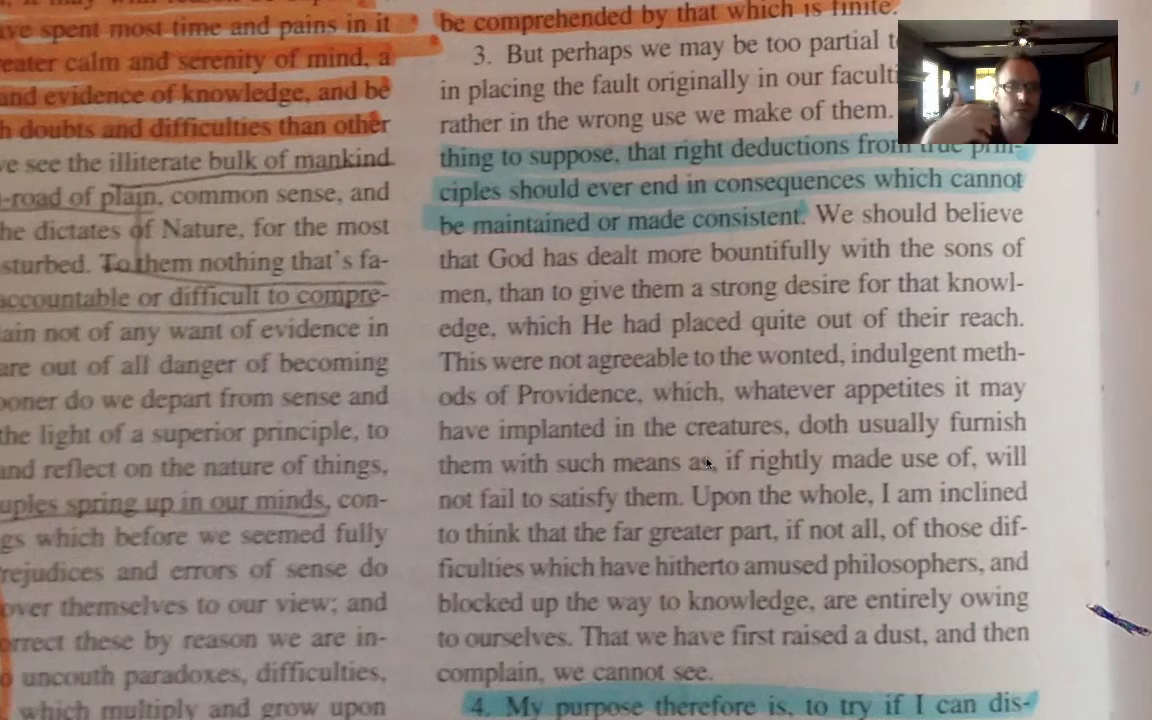 ve spent most time and pains in it
eater calm and serenity of mind, a
and evidence of knowledge, and be
h doubts and difficulties than other
ve see the illiterate bulk of mankind
-road of plain, common sense, and
he dictates of Nature, for the most
sturbed. To them nothing that's fa-
accountable or difficult to compre-
ain not of any want of evidence in
are out of all danger of becoming
ooner do we depart from sense and
the light of a superior principle, to
and reflect on the nature of things,
uples spring up in our minds, con-
gs which before we seemed fully
rejudices and errors of sense do
over themselves to our view; and
orrect these by reason we are in-
o uncouth paradoxes, difficulties,
which multiply and grow upon
be comprehended by that which is finite.
3. But perhaps we may be too partial t
in placing the fault originally in our faculti
rather in the wrong use we make of them.
thing to suppose, that right deductions from true prin-
ciples should ever end in consequences which cannot
be maintained or made consistent. We should believe
that God has dealt more bountifully with the sons of
men, than to give them a strong desire for that knowl-
edge, which He had placed quite out of their reach.
This were not agreeable to the wonted, indulgent meth-
ods of Providence, which, whatever appetites it may
have implanted in the creatures, doth usually furnish
them with such means as, if rightly made use of, will
not fail to satisfy them. Upon the whole, I am inclined
to think that the far greater part, if not all, of those dif-
ficulties which have hitherto amused philosophers, and
blocked up the way to knowledge, are entirely owing
to ourselves. That we have first raised a dust, and then
complain, we cannot see.
4. My purpose therefore is, to try if I can dis-